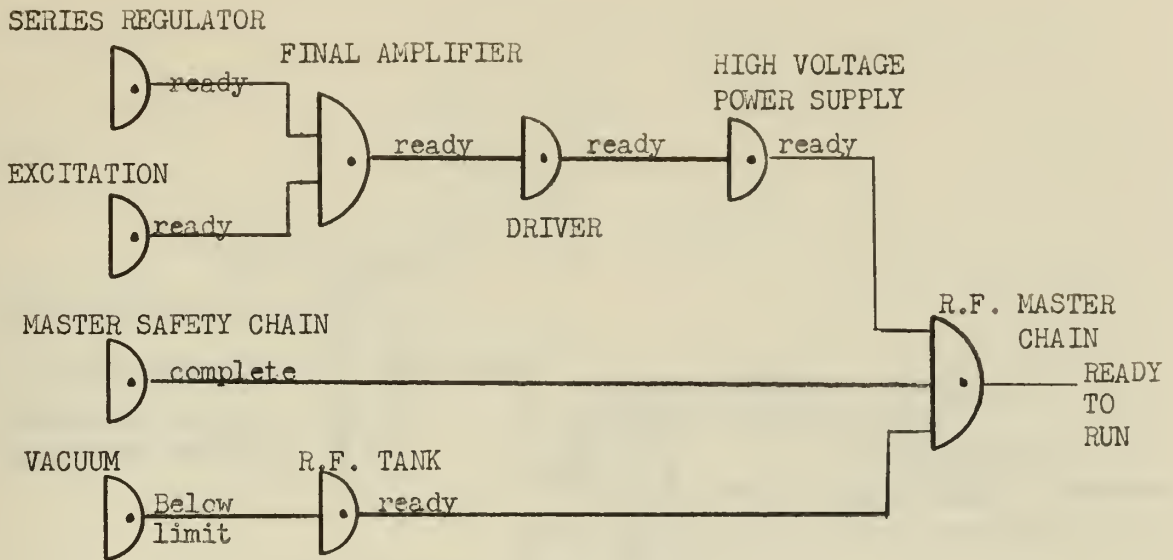 SERIES REGULATOR
ready
FINAL AMPLIFIER
HIGH VOLTAGE
POWER SUPPLY
ready
ready
ready
EXCITATION
ready
DRIVER
R.F. MASTER
CHAIN
MASTER SAFETY CHAIN
complete
READY
TO
RUN
VACUUM
R.F. TANK
Below
limit
ready